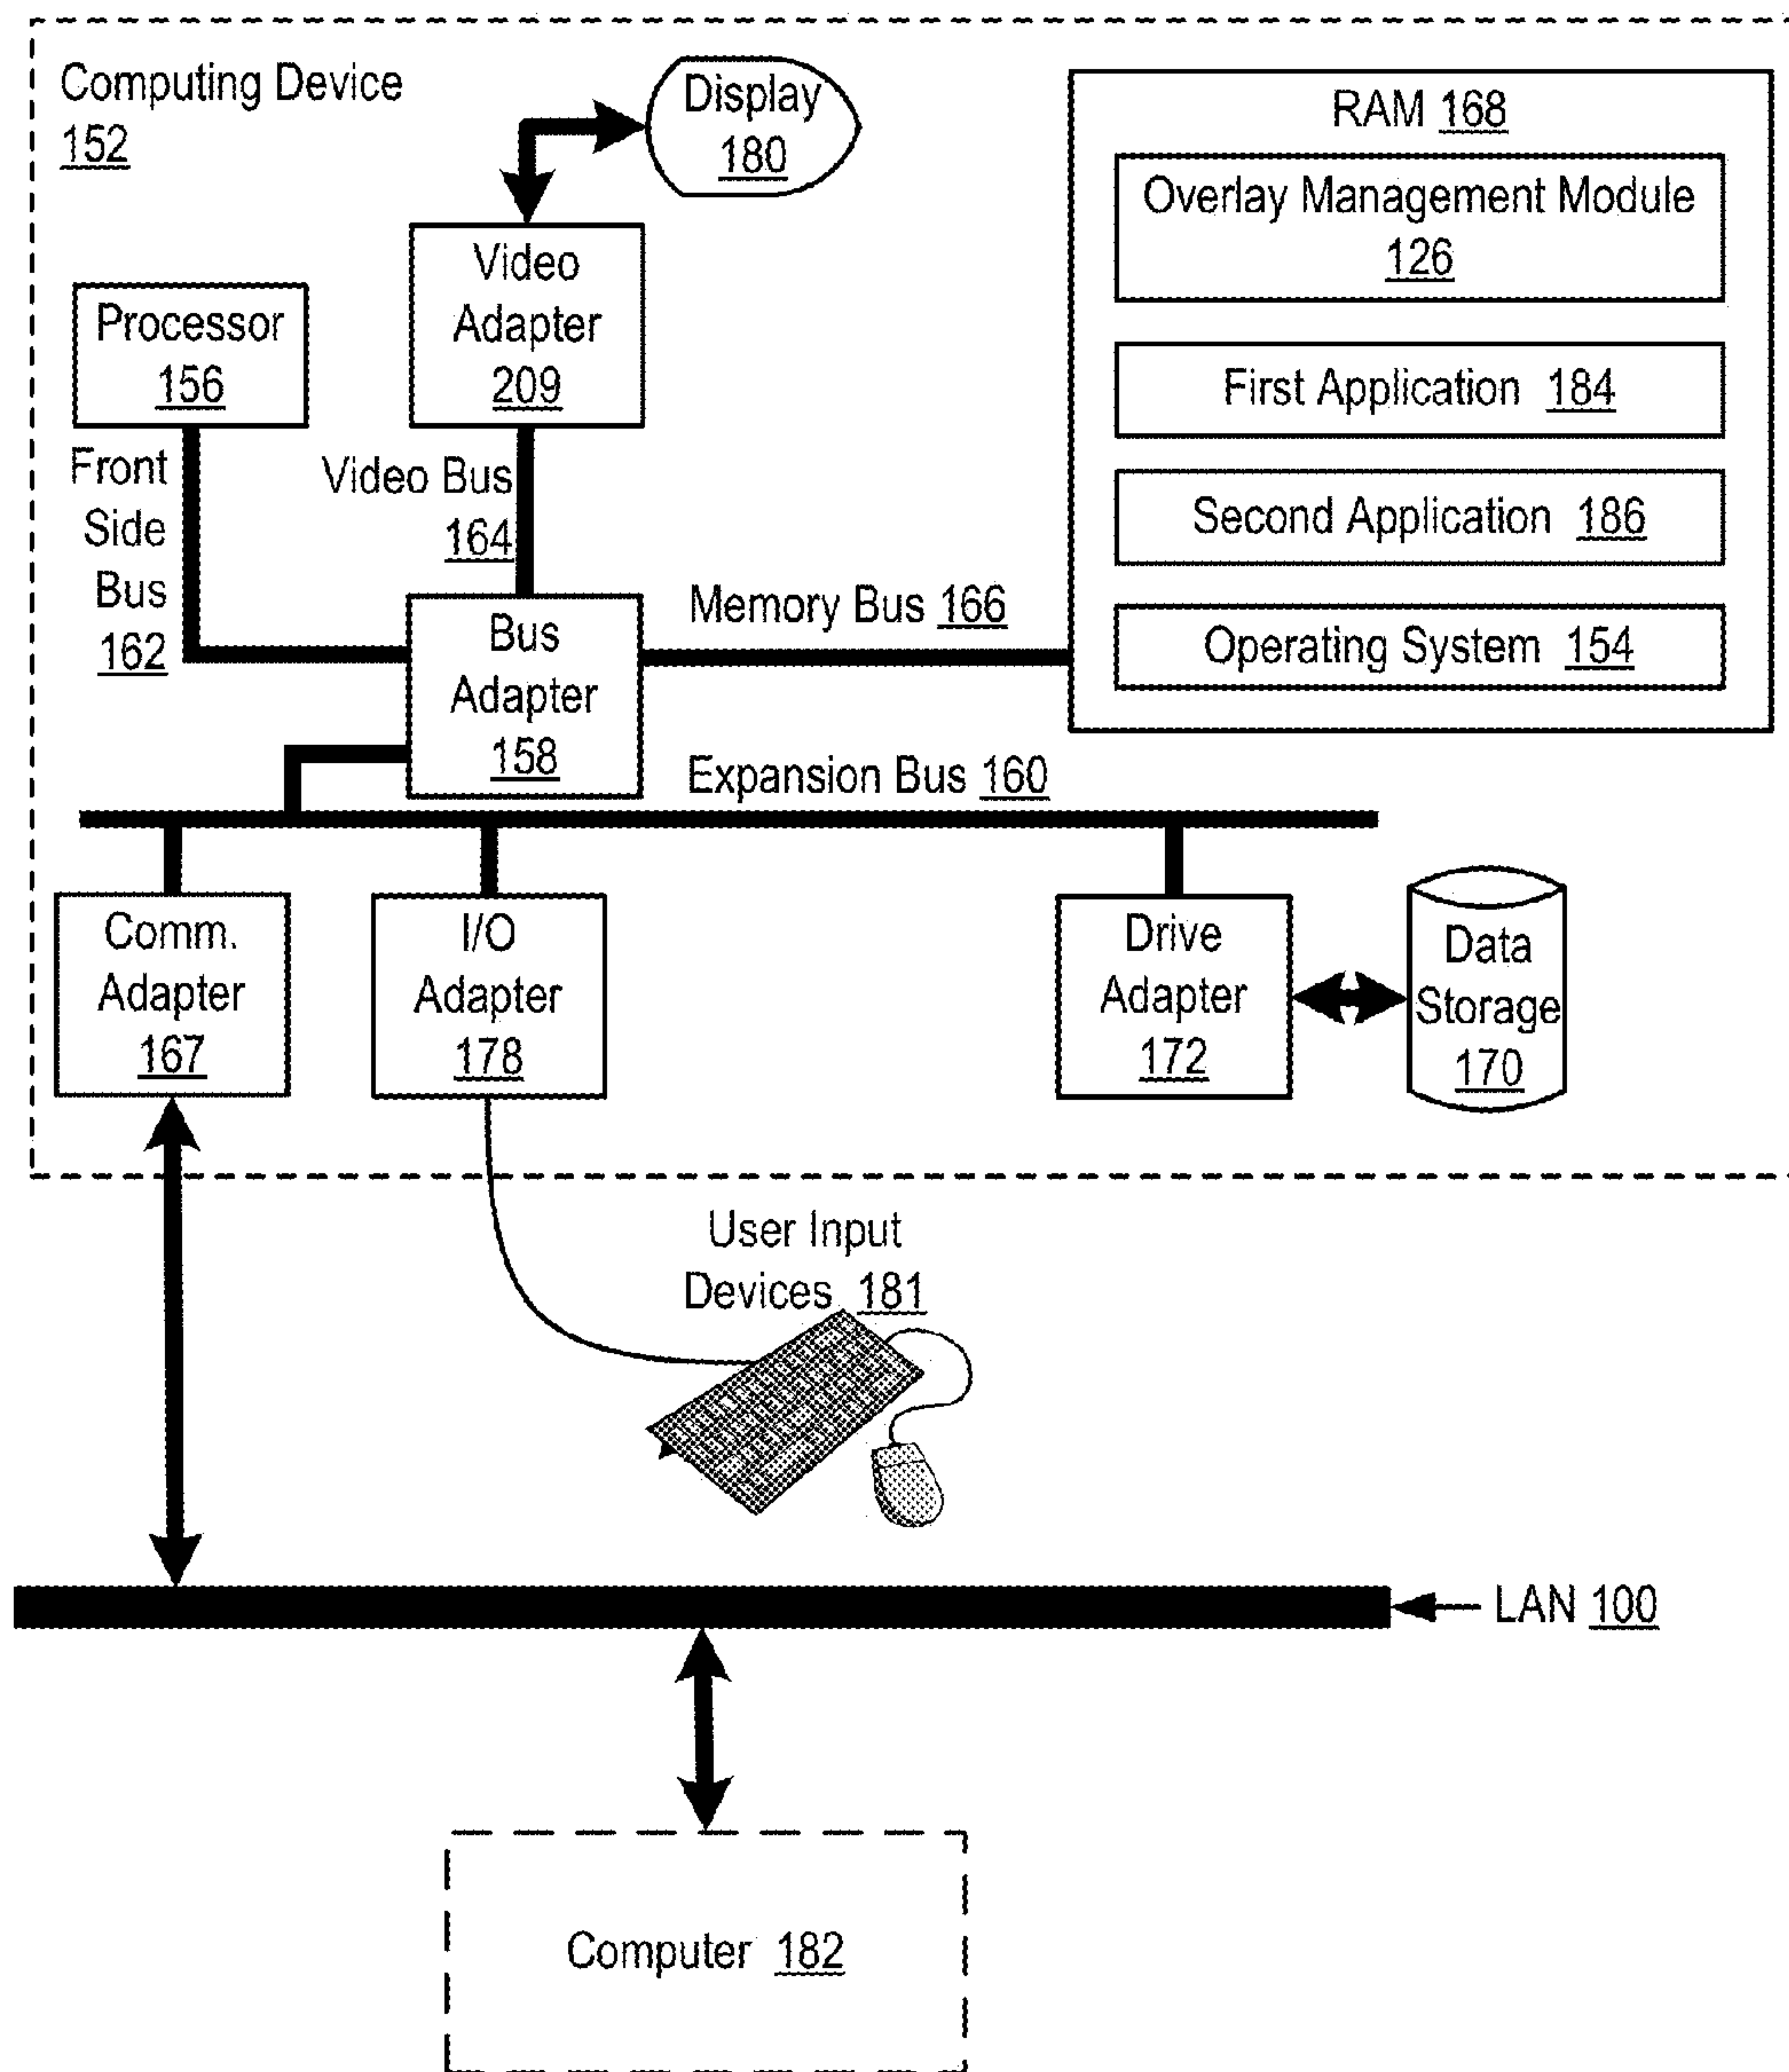 Computing Device
152
Display
180
RAM 168
Overlay Management Module
126
First Application 184
Second Application 186
Operating System 154
Video
Adapter
209
Processor
156
Front
Side
Bus
162
Video Bus
164
Bus
Adapter
158
Memory Bus 166
Expansion Bus 160
Comm.
Adapter
167
I/O
Adapter
178
Drive
Adapter
172
Data
Storage
170
User Input
Devices 181
LAN 100
Computer 182